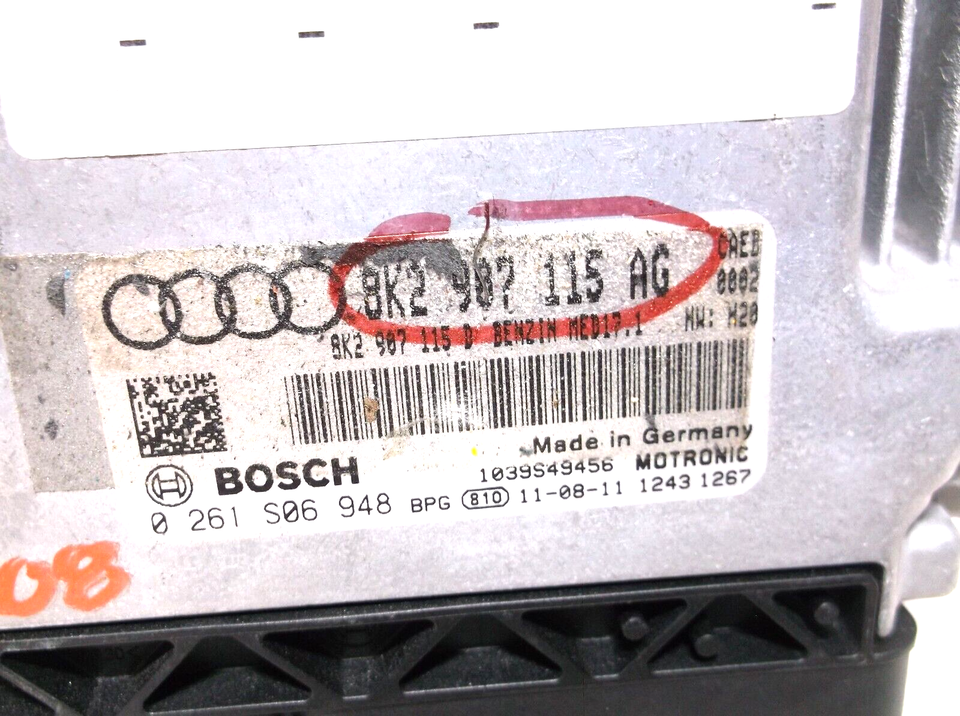 8K2 907 115 AG
CAEB
0002
8K2 907 115 D BENZIN MED17.1
HW: H20
Made in Germany
BOSCH
1039S49456 MOTRONIC
0 261 S06 948 BPG 810 11-08-11 1243 1267
08